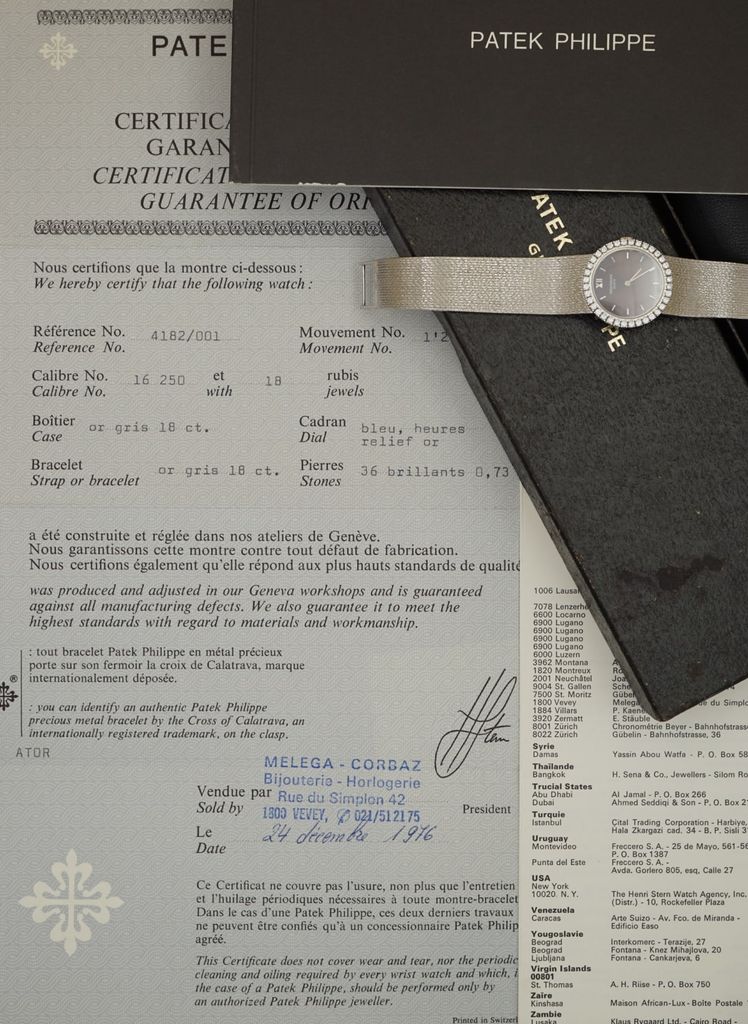 PATE
PATEK PHILIPPE
CERTIFICA
GARAN
CERTIFICAT
GUARANTEE OF ORI
ATEK
PE
Nous certifions que la montre ci-dessous :
We hereby certify that the following watch :
Référence No. 4182/001 Mouvement No. 1'2
Reference No. Movement No.
Calibre No. 16 250 et 18 rubis
Calibre No. with jewels
Boîtier or gris 18 ct. Cadran bleu, heures
Case Dial relief or
Bracelet or gris 18 ct. Pierres 36 brillants 0,73
Strap or bracelet Stones
a été construite et réglée dans nos ateliers de Genève.
Nous garantissons cette montre contre tout défaut de fabrication.
Nous certifions également qu'elle répond aux plus hauts standards de qualité
was produced and adjusted in our Geneva workshops and is guaranteed
against all manufacturing defects. We also guarantee it to meet the
highest standards with regard to materials and workmanship.
: tout bracelet Patek Philippe en métal précieux
porte sur son fermoir la croix de Calatrava, marque
internationalement déposée.
®
: you can identify an authentic Patek Philippe
precious metal bracelet by the Cross of Calatrava, an
internationally registered trademark, on the clasp.
ATOR
MELEGA - CORBAZ
Bijouterie - Horlogerie
Vendue par Rue du Simplon 42
Sold by 1800 VEVEY, 021/512175 President
Le 24 décembre 1976
Date
Ce Certificat ne couvre pas l'usure, non plus que l'entretien
et l'huilage périodiques nécessaires à toute montre-bracelet
Dans le cas d'une Patek Philippe, ces deux derniers travaux
ne peuvent être confiés qu'à un concessionnaire Patek Philip
agréé.
This Certificate does not cover wear and tear, nor the periodic
cleaning and oiling required by every wrist watch and which, i
the case of a Patek Philippe, should be performed only by
an authorized Patek Philippe jeweller.
Printed in Switzerl
1006 Lausan
7078 Lenzerhe
6600 Locarno
6900 Lugano
6900 Lugano
6900 Lugano
6000 Luzern
3962 Montana A
1820 Montreux Ro
2001 Neuchâtel Joa
9004 St. Gallen Sche
7500 St. Moritz Gübel
1800 Vevey Melega ue du Simplo
1884 Villars P. Kaene
3920 Zermatt E. Stäuble
8001 Zürich Chronométrie Beyer - Bahnhofstrass
8022 Zürich Gübelin - Bahnhofstrasse, 36
Syrie
Damas Yassin Abou Watfa - P. O. Box 58
Thaïlande
Bangkok H. Sena & Co., Jewellers - Silom Ro
Trucial States
Abu Dhabi Al Jamal - P. O. Box 266
Dubai Ahmed Seddiqi & Son - P. O. Box 2
Turquie
Istanbul Çital Trading Corporation - Harbiye,
Hala Zkargazi cad. 34 - B. P. Sisli 3
Uruguay
Montevideo Freccero S. A. - 25 de Mayo, 561-56
P. O. Box 1387
Punta del Este Freccero S. A. -
Avda. Gorlero 805, esq. Calle 27
USA
New York The Henri Stern Watch Agency, Inc.
10020. N. Y. (Distr.) - 10, Rockefeller Plaza
Venezuela
Caracas Arte Suizo - Av. Fco. de Miranda -
Edificio Easo
Yougoslavie
Beograd Interkomerc - Terazije, 27
Beograd Fontana - Knez Mihajlova, 20
Ljubljana Fontana - Cankarjeva, 6
Virgin Islands
00801
St. Thomas A. H. Riise - P. O. Box 750
Zaïre
Kinshasa Maison African-Lux - Boîte Postale
Zambie
Lusaka Klaus Rygaard Ltd. - Cairo Road -